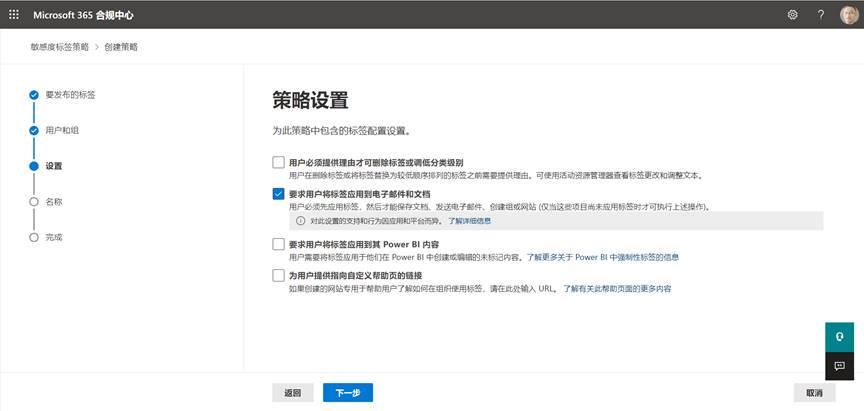 Microsoft 365 合规中心
敏感度标签策略 > 创建策略
要发布的标签
用户和组
设置
名称
完成
策略设置
为此策略中包含的标签配置设置。
用户必须提供理由才可删除标签或调低分类级别
用户在删除标签或将标签替换为较低顺序排列的标签之前需要提供理由。可使用活动资源管理器查看标签更改和调整文本。
要求用户将标签应用到电子邮件和文档
用户必须先应用标签，然后才能保存文档、发送电子邮件、创建组或网站 (仅当这些项目尚未应用标签时才可执行上述操作)。
对此设置的支持和行为因应用和平台而异。 了解详细信息
要求用户将标签应用到其 Power BI 内容
用户需要将标签应用于他们在 Power BI 中创建或编辑的未标记内容。了解更多关于 Power BI 中强制性标签的信息
为用户提供指向自定义帮助页的链接
如果创建的网站专用于帮助用户了解如何在组织使用标签，请在此处输入 URL。 了解有关此帮助页面的更多内容
返回
下一步
取消